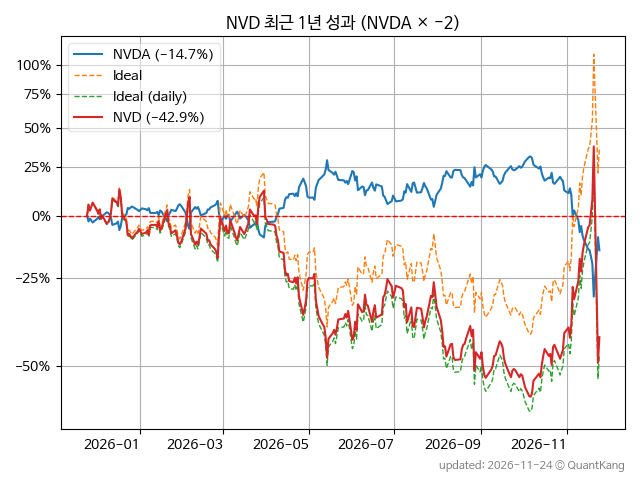 NVD 최근 1년 성과 (NVDA × −2)
NVDA (−14.7%)
Ideal
Ideal (daily)
NVD (−42.9%)
100%
75%
50%
25%
0%
−25%
−50%
2026-01
2026-03
2026-05
2026-07
2026-09
2026-11
updated: 2026-11-24 ⓒ QuantKang